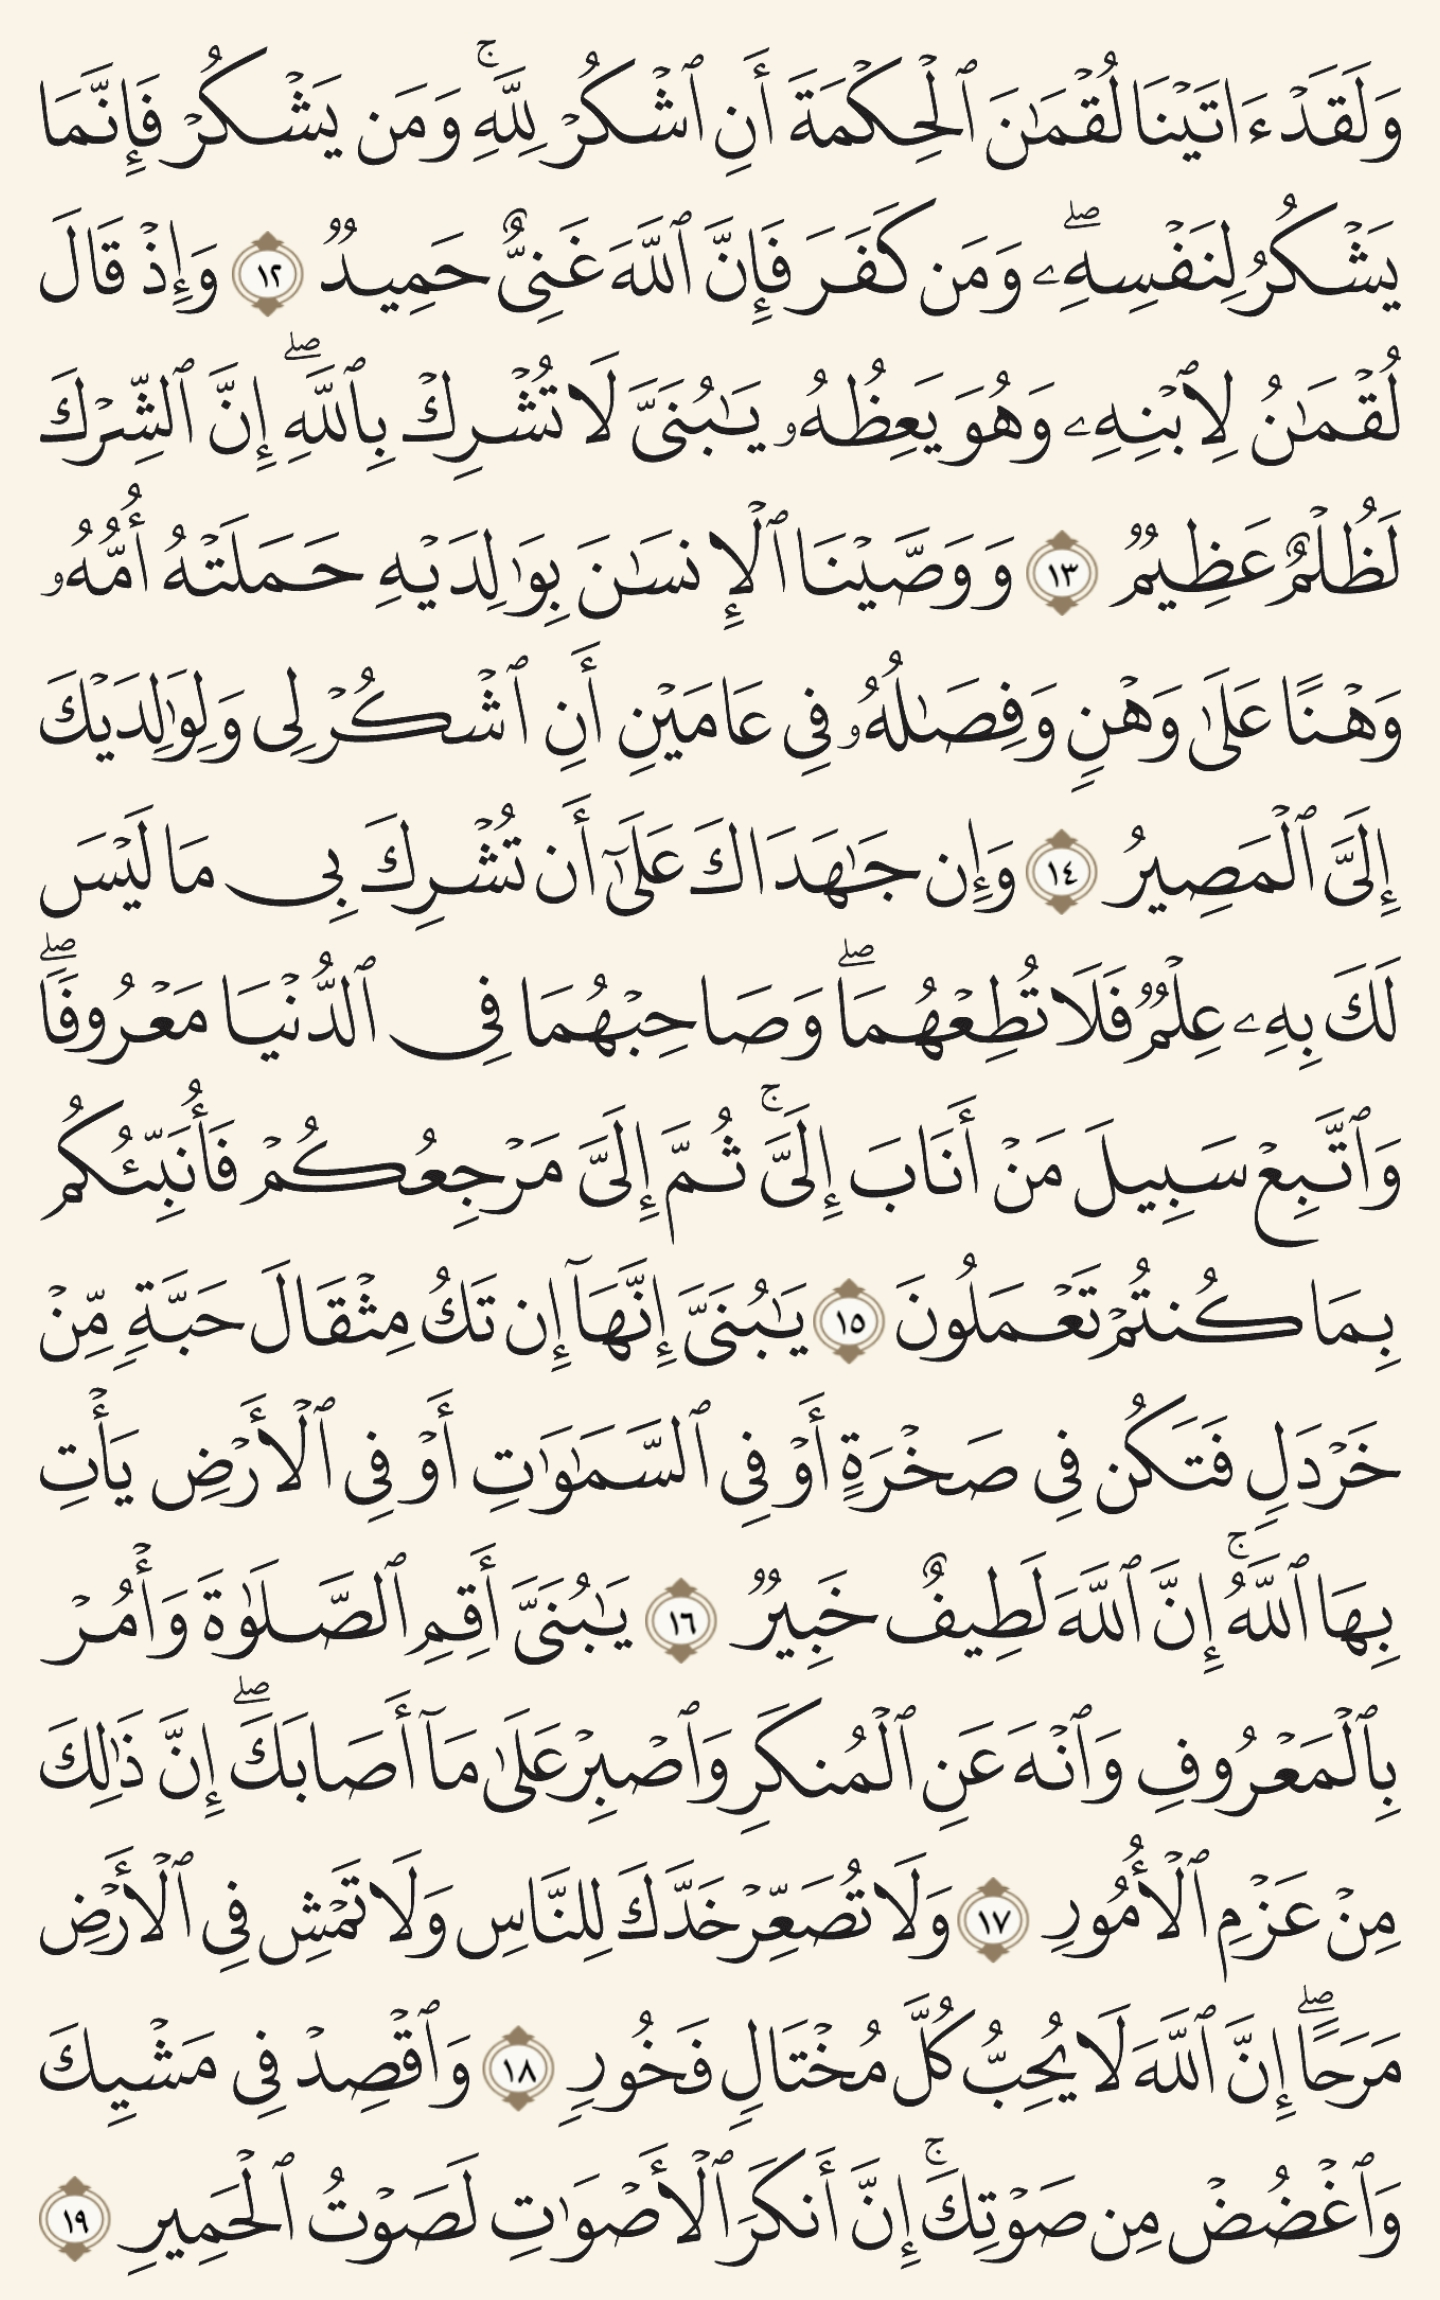 وَلَقَدْ ءَاتَيْنَا لُقْمَـٰنَ ٱلْحِكْمَةَ أَنِ ٱشْكُرْ لِلَّهِ ۚ وَمَن يَشْكُرْ فَإِنَّمَا
يَشْكُرُ لِنَفْسِهِۦ ۖ وَمَن كَفَرَ فَإِنَّ ٱللَّهَ غَنِىٌّ حَمِيدٌ ١٢ وَإِذْ قَالَ
لُقْمَـٰنُ لِٱبْنِهِۦ وَهُوَ يَعِظُهُۥ يَـٰبُنَىَّ لَا تُشْرِكْ بِٱللَّهِ ۖ إِنَّ ٱلشِّرْكَ
لَظُلْمٌ عَظِيمٌ ١٣ وَوَصَّيْنَا ٱلْإِنسَـٰنَ بِوَٰلِدَيْهِ حَمَلَتْهُ أُمُّهُۥ
وَهْنًا عَلَىٰ وَهْنٍ وَفِصَـٰلُهُۥ فِى عَامَيْنِ أَنِ ٱشْكُرْ لِى وَلِوَٰلِدَيْكَ
إِلَىَّ ٱلْمَصِيرُ ١٤ وَإِن جَـٰهَدَاكَ عَلَىٰٓ أَن تُشْرِكَ بِى مَا لَيْسَ
لَكَ بِهِۦ عِلْمٌ فَلَا تُطِعْهُمَا ۖ وَصَاحِبْهُمَا فِى ٱلدُّنْيَا مَعْرُوفًا ۖ
وَٱتَّبِعْ سَبِيلَ مَنْ أَنَابَ إِلَىَّ ۚ ثُمَّ إِلَىَّ مَرْجِعُكُمْ فَأُنَبِّئُكُم
بِمَا كُنتُمْ تَعْمَلُونَ ١٥ يَـٰبُنَىَّ إِنَّهَآ إِن تَكُ مِثْقَالَ حَبَّةٍ مِّنْ
خَرْدَلٍ فَتَكُن فِى صَخْرَةٍ أَوْ فِى ٱلسَّمَـٰوَٰتِ أَوْ فِى ٱلْأَرْضِ يَأْتِ
بِهَا ٱللَّهُ ۚ إِنَّ ٱللَّهَ لَطِيفٌ خَبِيرٌ ١٦ يَـٰبُنَىَّ أَقِمِ ٱلصَّلَوٰةَ وَأْمُرْ
بِٱلْمَعْرُوفِ وَٱنْهَ عَنِ ٱلْمُنكَرِ وَٱصْبِرْ عَلَىٰ مَآ أَصَابَكَ ۖ إِنَّ ذَٰلِكَ
مِنْ عَزْمِ ٱلْأُمُورِ ١٧ وَلَا تُصَعِّرْ خَدَّكَ لِلنَّاسِ وَلَا تَمْشِ فِى ٱلْأَرْضِ
مَرَحًا ۖ إِنَّ ٱللَّهَ لَا يُحِبُّ كُلَّ مُخْتَالٍ فَخُورٍ ١٨ وَٱقْصِدْ فِى مَشْيِكَ
وَٱغْضُضْ مِن صَوْتِكَ ۚ إِنَّ أَنكَرَ ٱلْأَصْوَٰتِ لَصَوْتُ ٱلْحَمِيرِ ١٩